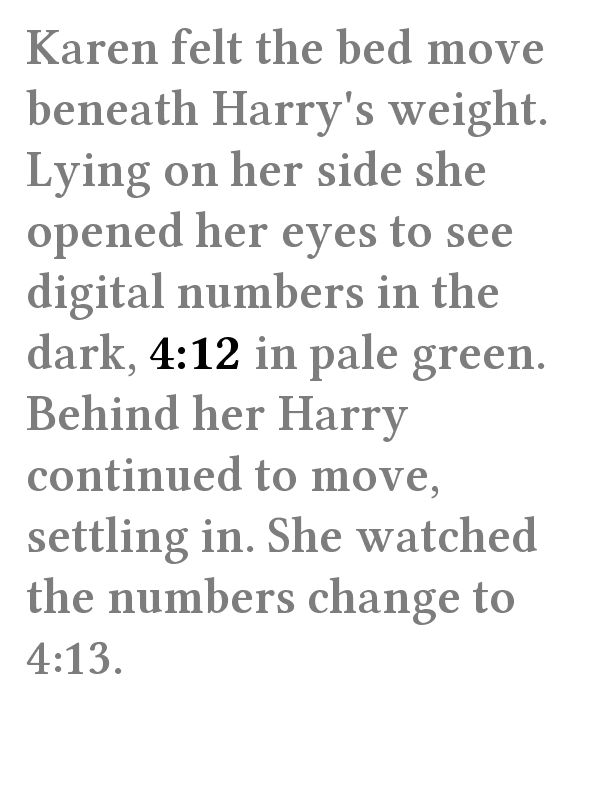 Karen felt the bed move
beneath Harry's weight.
Lying on her side she
opened her eyes to see
digital numbers in the
dark, 4:12 in pale green.
Behind her Harry
continued to move,
settling in. She watched
the numbers change to
4:13.